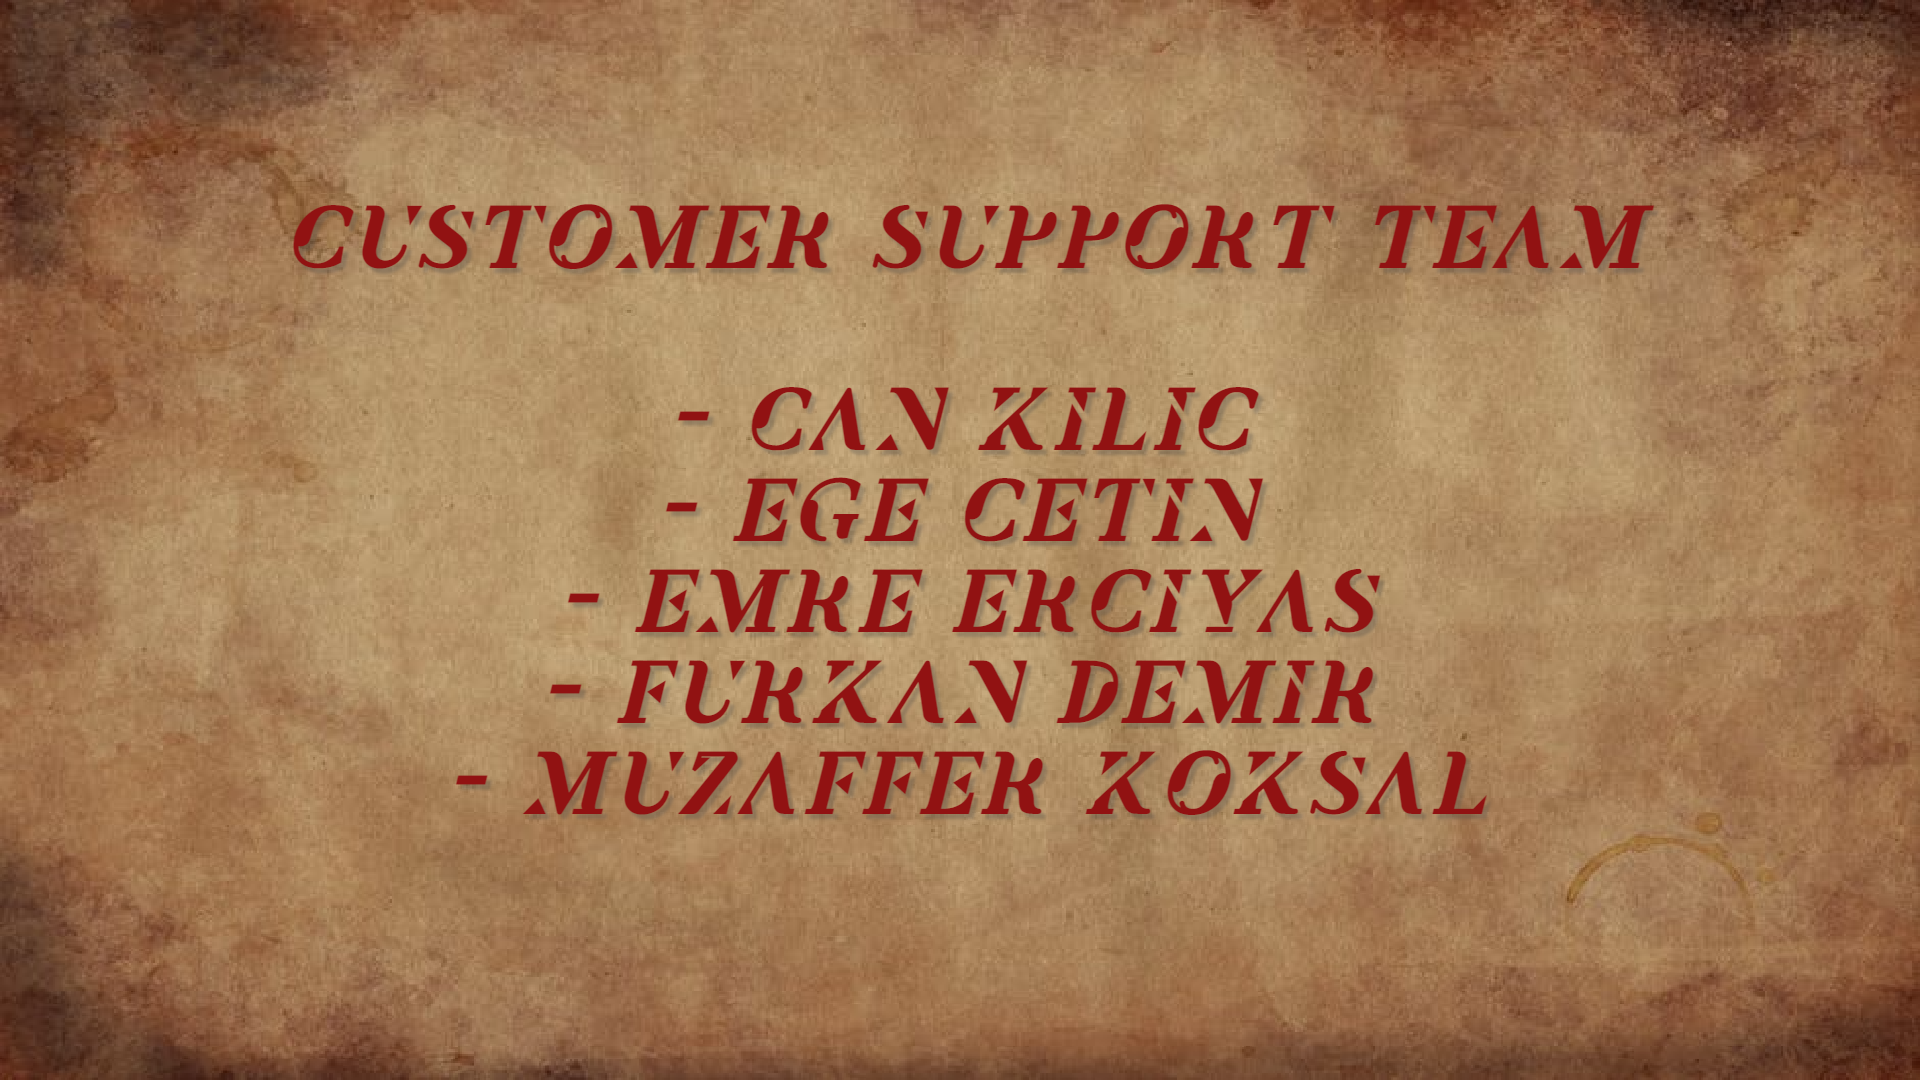 CUSTOMER SUPPORT TEAM
- CAN KILIC
- EGE CETIN
- EMRE ERCIYAS
- FURKAN DEMIR
- MUZAFFER KOKSAL